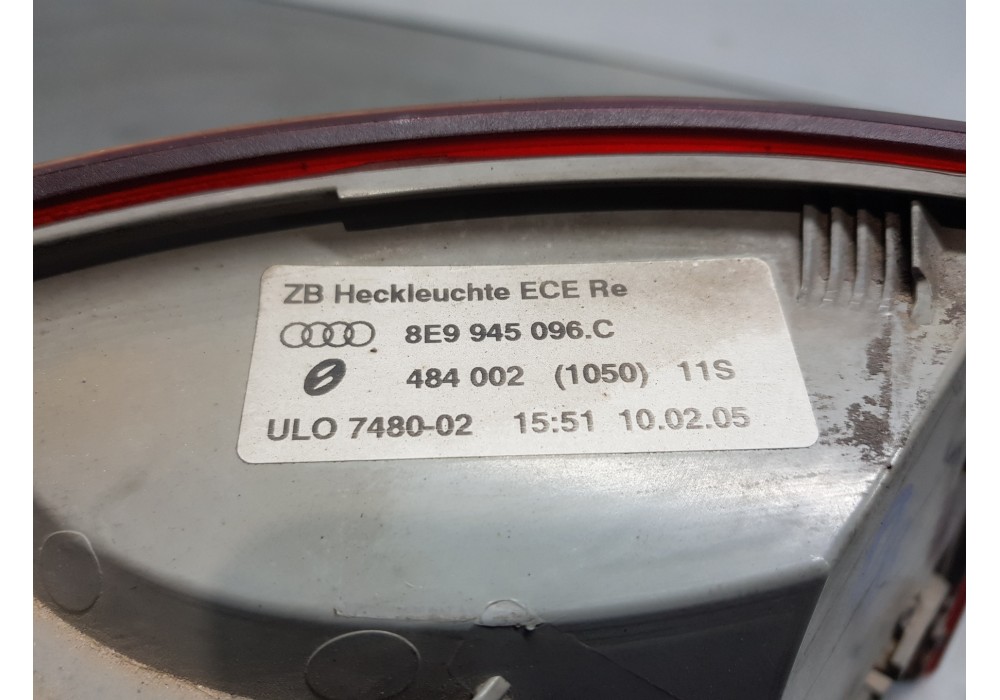 ZB Heckleuchte ECE Re
8E9 945 096.C
484 002 (1050) 11S
ULO 7480-02 15:51 10.02.05